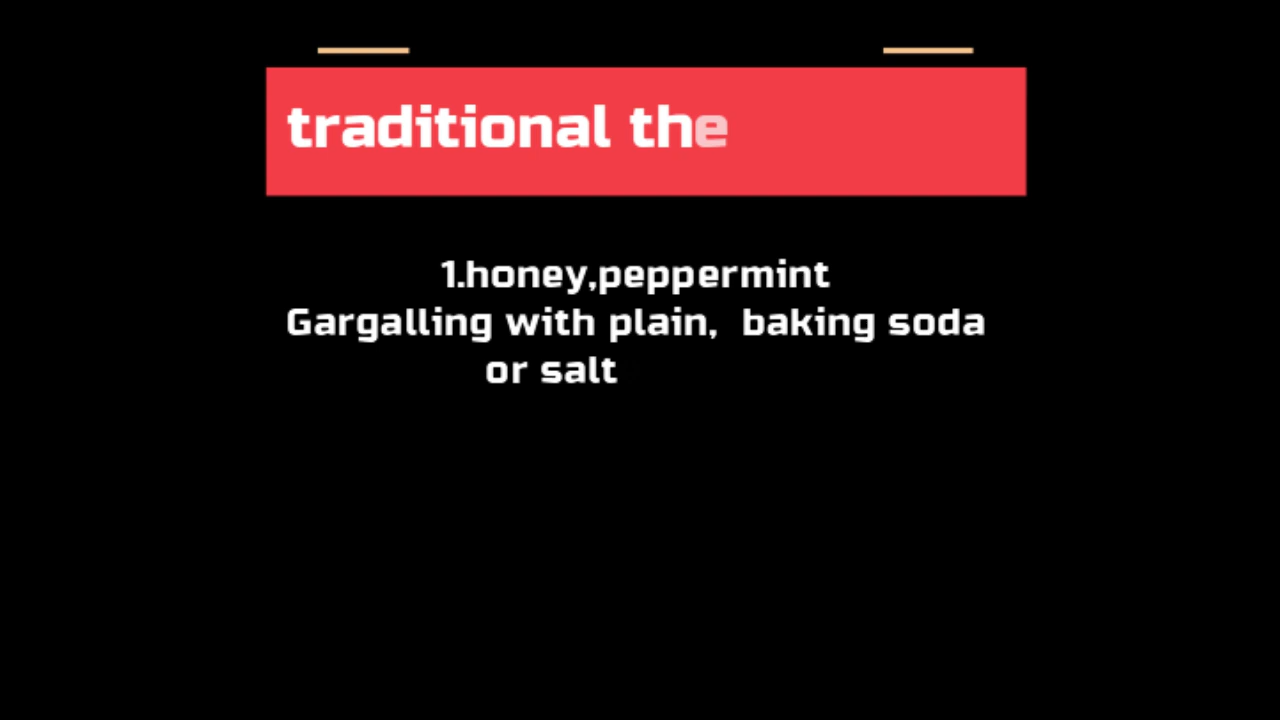 traditional the
1.honey,peppermint
Gargalling with plain, baking soda
or salt